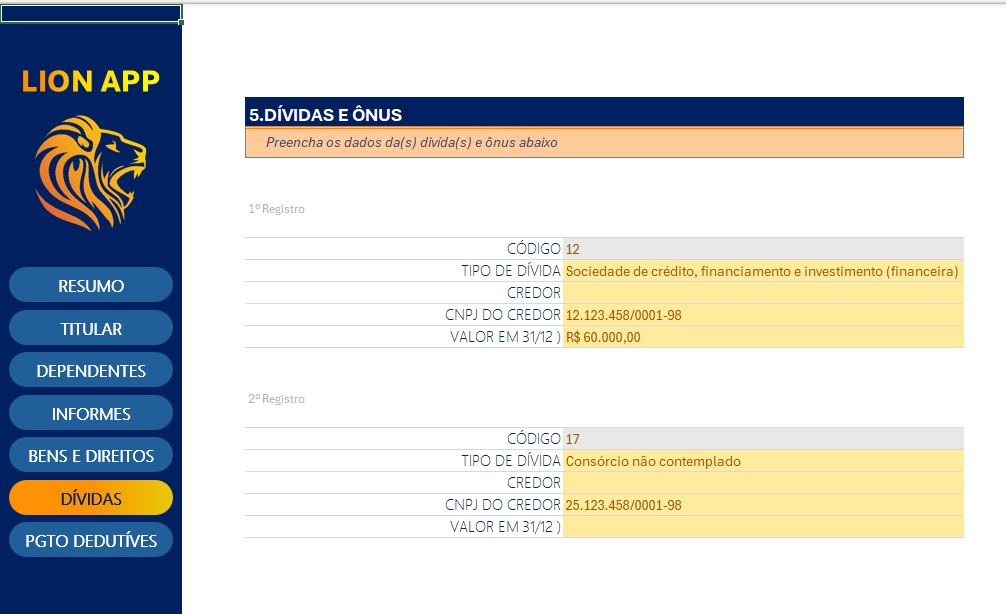 LION APP
RESUMO
TITULAR
DEPENDENTES
INFORMES
BENS E DIREITOS
DÍVIDAS
PGTO DEDUTÍVES
5.DÍVIDAS E ÔNUS
Preencha os dados da(s) divida(s) e ônus abaixo
1º Registro
CÓDIGO 12
TIPO DE DÍVIDA Sociedade de crédito, financiamento e investimento (financeira)
CREDOR
CNPJ DO CREDOR 12.123.458/0001-98
VALOR EM 31/12 ) R$ 60.000,00
2º Registro
CÓDIGO 17
TIPO DE DÍVIDA Consórcio não contemplado
CREDOR
CNPJ DO CREDOR 25.123.458/0001-98
VALOR EM 31/12 )